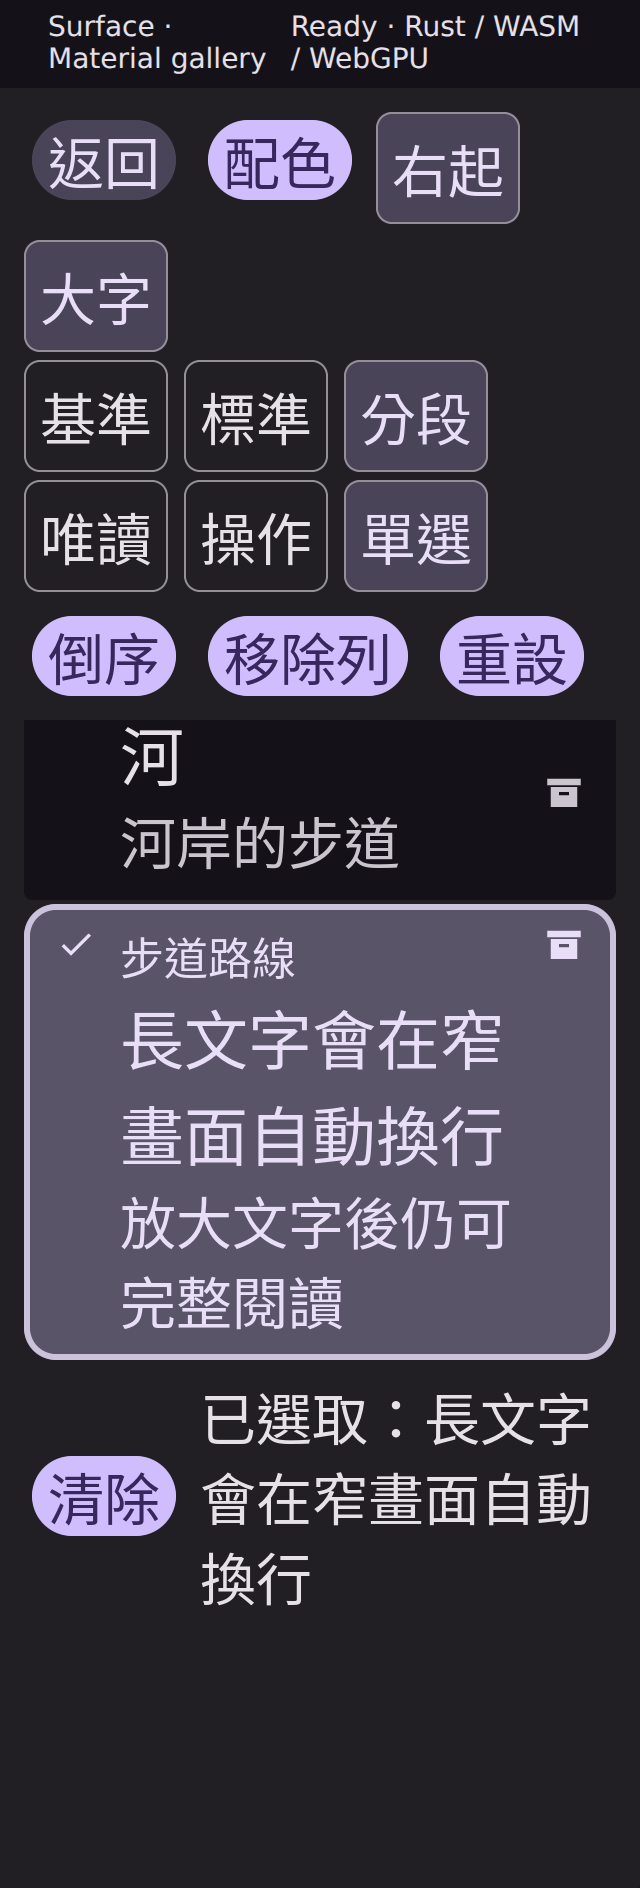 Surface ·
Material gallery
Ready · Rust / WASM
/ WebGPU
返回 配色 右起
大字
基準 標準 分段
唯讀 操作 單選
倒序 移除列 重設
河
河岸的步道
步道路線
長文字會在窄
畫面自動換行
放大文字後仍可
完整閱讀
清除
已選取：長文字
會在窄畫面自動
換行